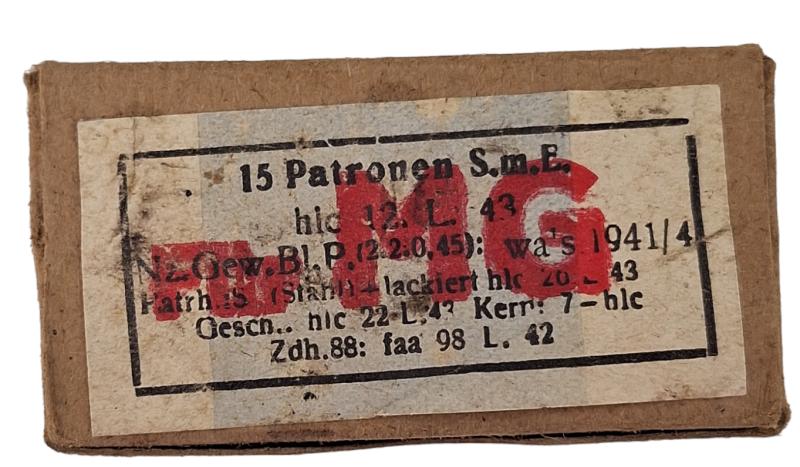 15 Patronen S.m.E.
hlc 12. L. 43
Nz.Gew.Bl.P.(2.2.0,45): wa's 1941/4
Patrh. S (Stahl)+lackiert hlc 20 L 43
Gesch.. hlc 22 L.43 Kern: 7-hlc
Zdh.88: faa 98 L. 42
MG